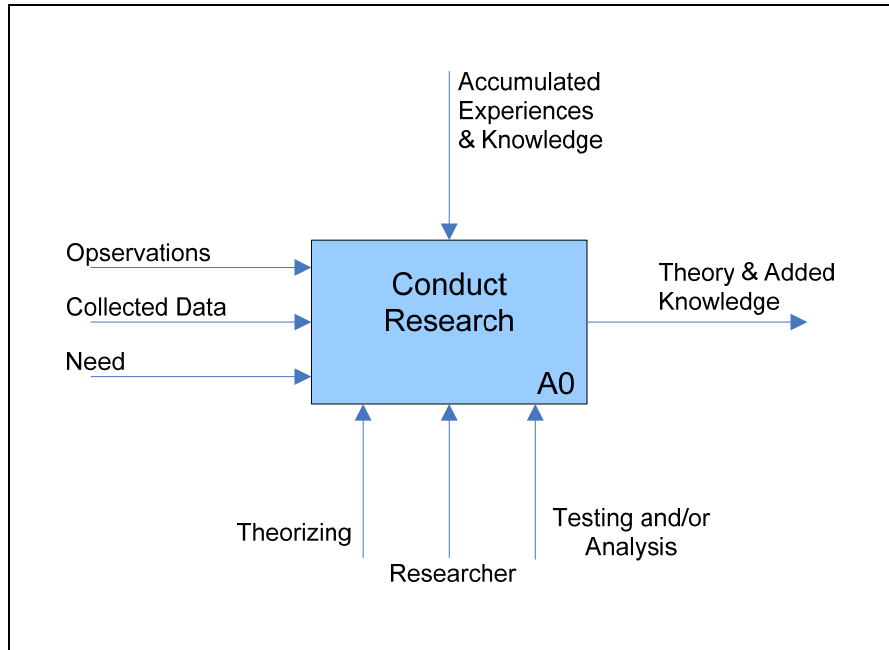 Accumulated
Experiences
& Knowledge
Opservations
Collected Data
Need
Conduct
Research
A0
Theory & Added
Knowledge
Theorizing
Researcher
Testing and/or
Analysis